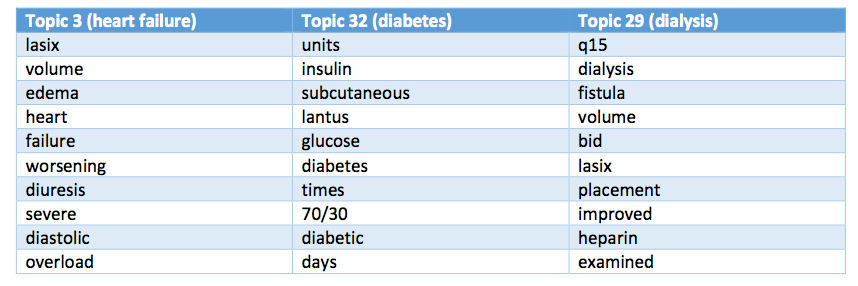 Topic 3 (heart failure) Topic 32 (diabetes) Topic 29 (dialysis)
lasix units q15
volume insulin dialysis
edema subcutaneous fistula
heart lantus volume
failure glucose bid
worsening diabetes lasix
diuresis times placement
severe 70/30 improved
diastolic diabetic heparin
overload days examined